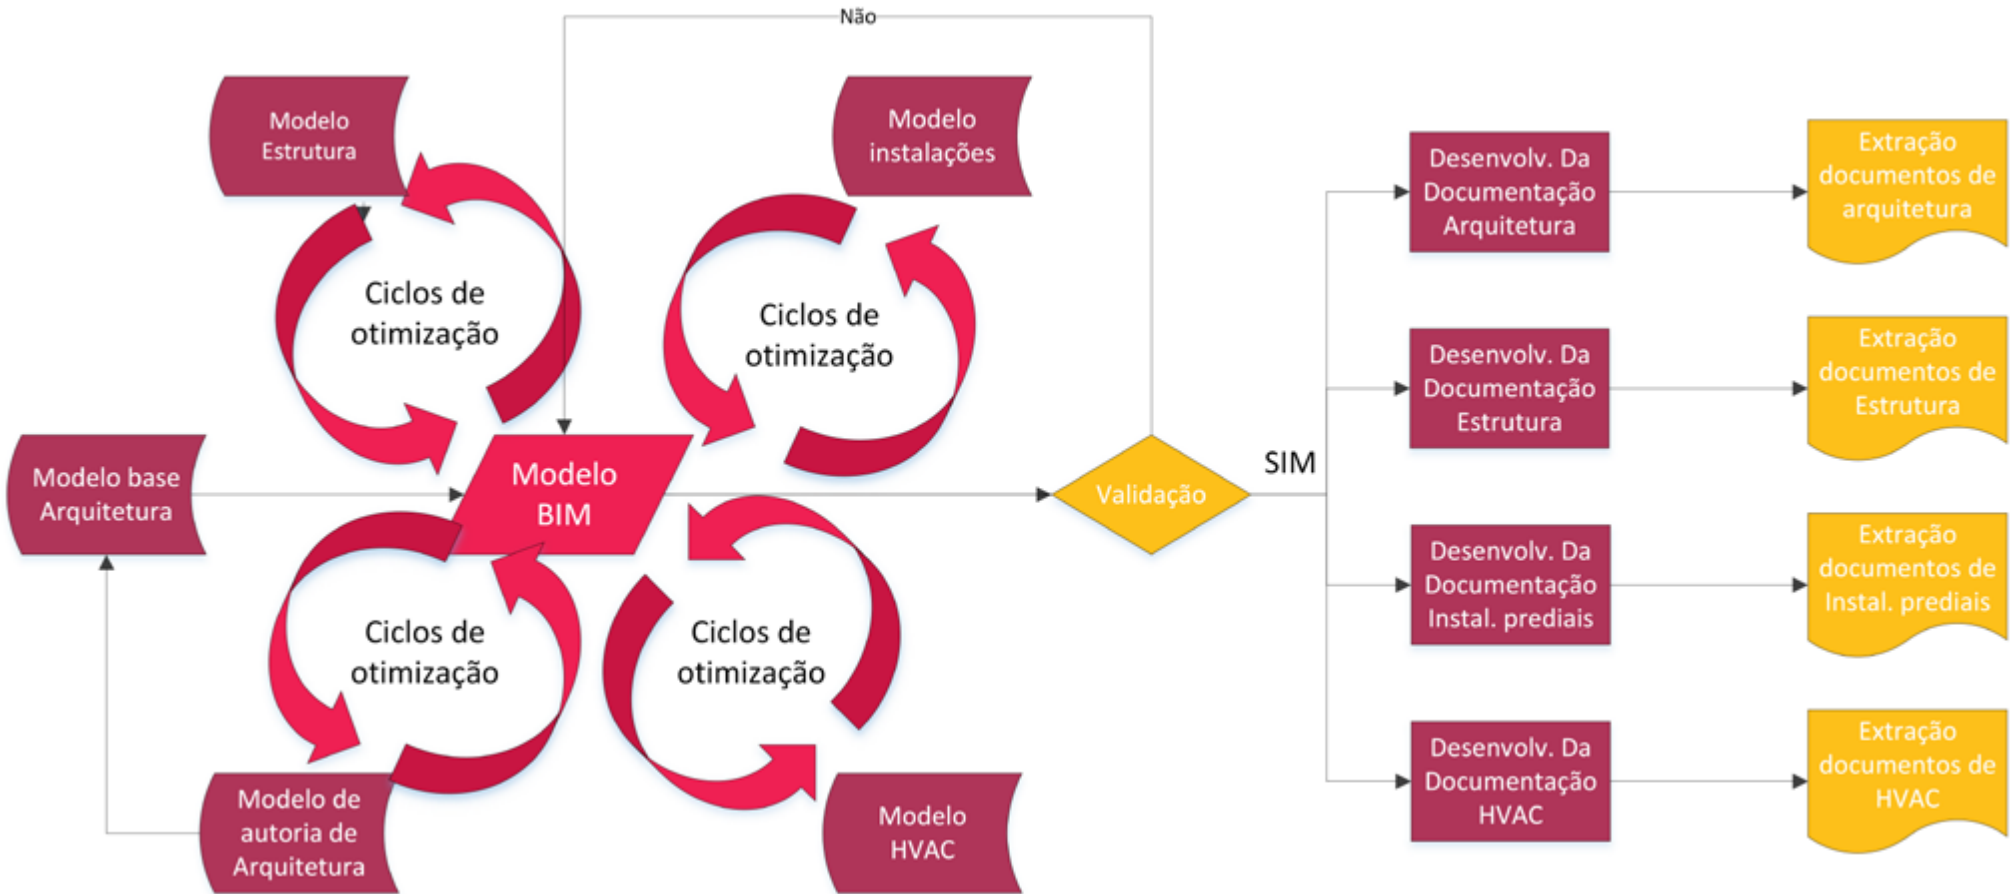 Não
Modelo
Estrutura
Modelo
instalações
Ciclos de
otimização
Ciclos de
otimização
Modelo base
Arquitetura
Modelo
BIM
Validação
SIM
Ciclos de
otimização
Ciclos de
otimização
Modelo de
autoria de
Arquitetura
Modelo
HVAC
Desenvolv. Da
Documentação
Arquitetura
Extração
documentos de
arquitetura
Desenvolv. Da
Documentação
Estrutura
Extração
documentos de
Estrutura
Desenvolv. Da
Documentação
Instal. prediais
Extração
documentos de
Instal. prediais
Desenvolv. Da
Documentação
HVAC
Extração
documentos de
HVAC